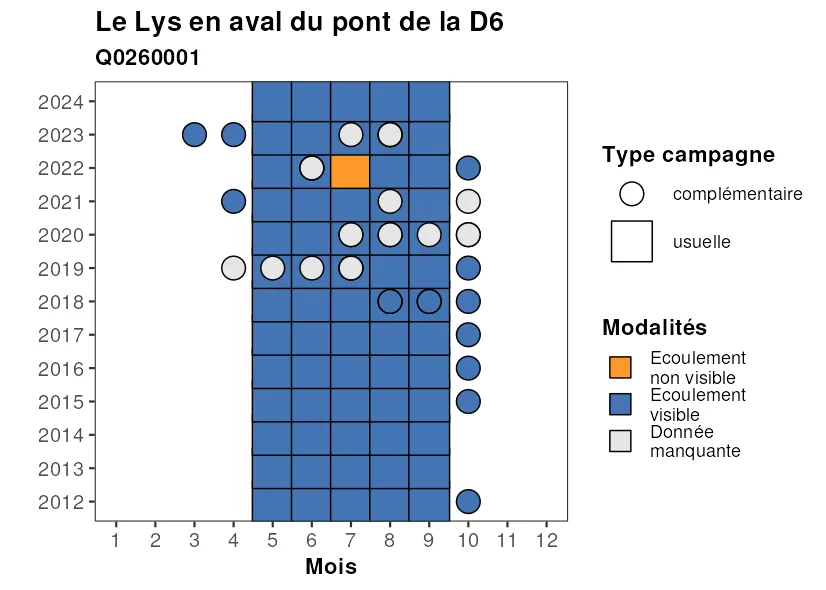 Le Lys en aval du pont de la D6
Q0260001
2024
2023
2022
2021
2020
2019
2018
2017
2016
2015
2014
2013
2012
1 2 3 4 5 6 7 8 9 10 11 12
Mois
Type campagne
complémentaire
usuelle
Modalités
Ecoulement
non visible
Ecoulement
visible
Donnée
manquante